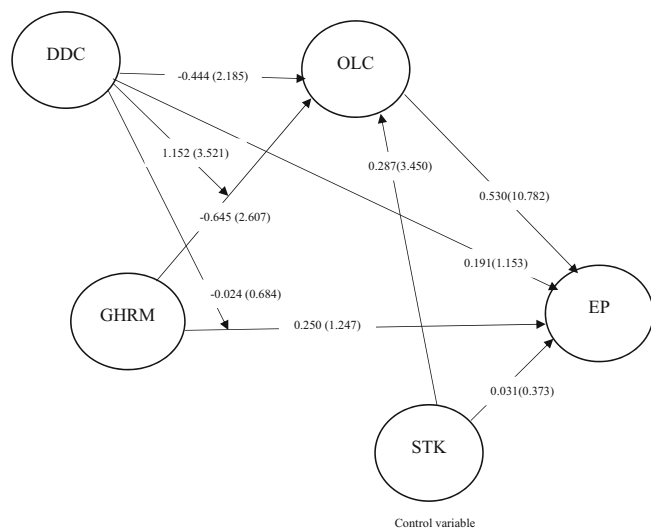 DDC
OLC
-0.444 (2.185)
1.152 (3.521)
0.287(3.450)
0.530(10.782)
-0.645 (2.607)
0.191(1.153)
-0.024 (0.684)
GHRM
0.250 (1.247)
EP
0.031(0.373)
STK
Control variable